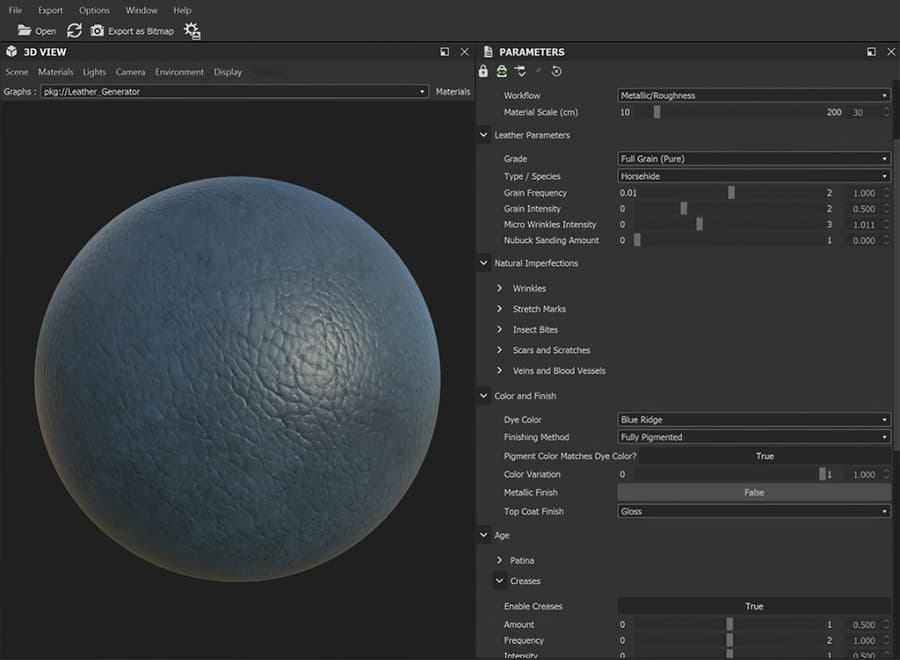 File Export Options Window Help
Open Export as Bitmap
3D VIEW
Scene Materials Lights Camera Environment Display
Graphs : pkg://Leather_Generator Materials
PARAMETERS
Workflow Metallic/Roughness
Material Scale (cm) 10 200 30
Leather Parameters
Grade Full Grain (Pure)
Type / Species Horsehide
Grain Frequency 0.01 2 1.000
Grain Intensity 0 2 0.500
Micro Wrinkles Intensity 0 3 1.011
Nubuck Sanding Amount 0 1 0.000
Natural Imperfections
Wrinkles
Stretch Marks
Insect Bites
Scars and Scratches
Veins and Blood Vessels
Color and Finish
Dye Color Blue Ridge
Finishing Method Fully Pigmented
Pigment Color Matches Dye Color? True
Color Variation 0 1 1.000
Metallic Finish False
Top Coat Finish Gloss
Age
Patina
Creases
Enable Creases True
Amount 0 1 0.500
Frequency 0 2 1.000
Intensity 0 1 0.500